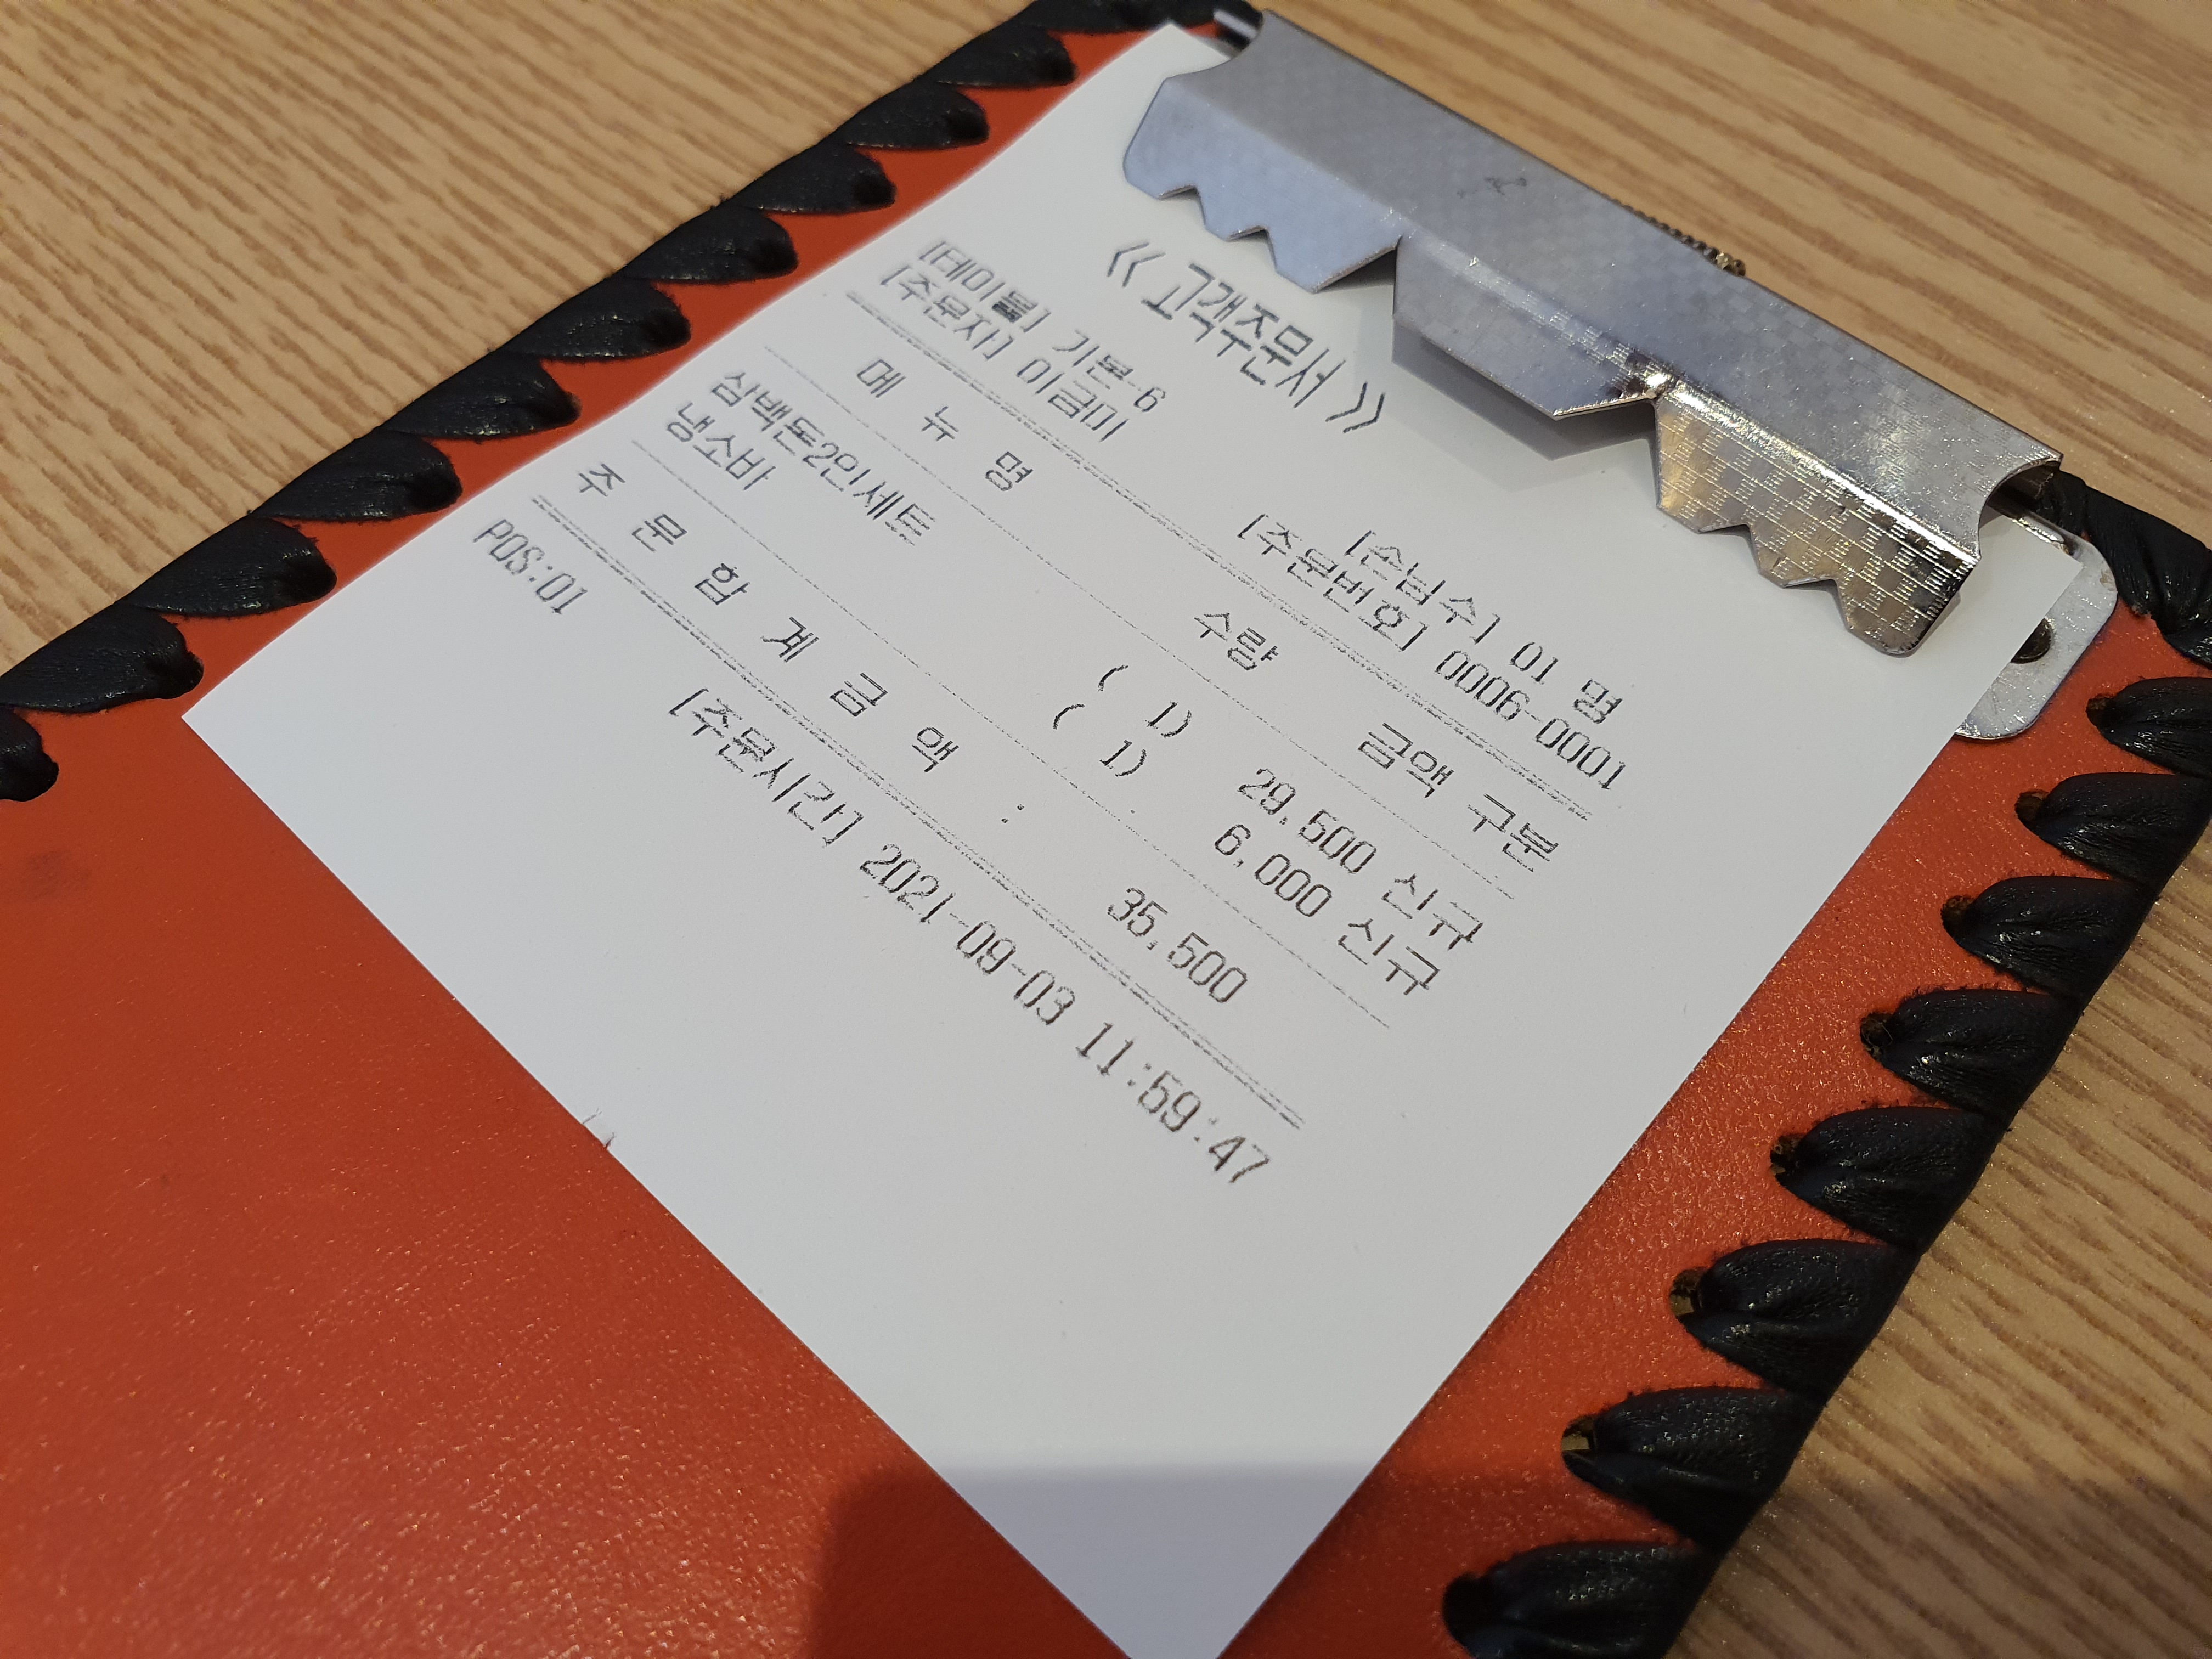 《 고객주문서 》
[테이블] 기본-6 [손님수] 01 명
[주문자] 이금미 [주문번호] 0006-0001
메 뉴 명 수량 금액 구분
삼백돈2인세트 ( 1) 29,500 신규
냉소바 ( 1) 6,000 신규
주 문 합 계 금 액 : 35,500
POS:01 [주문시간] 2021-09-03 11:59:47